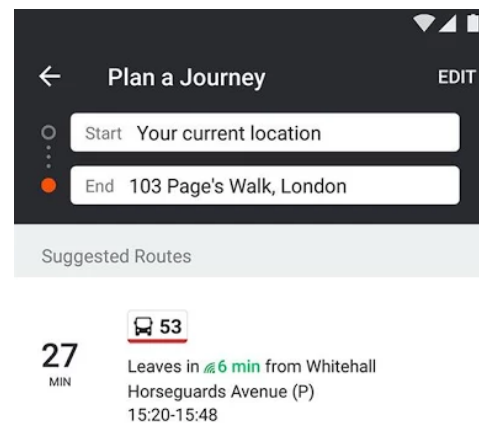 Plan a Journey EDIT
Start Your current location
End 103 Page's Walk, London
Suggested Routes
53
27
MIN
Leaves in 6 min from Whitehall
Horseguards Avenue (P)
15:20-15:48